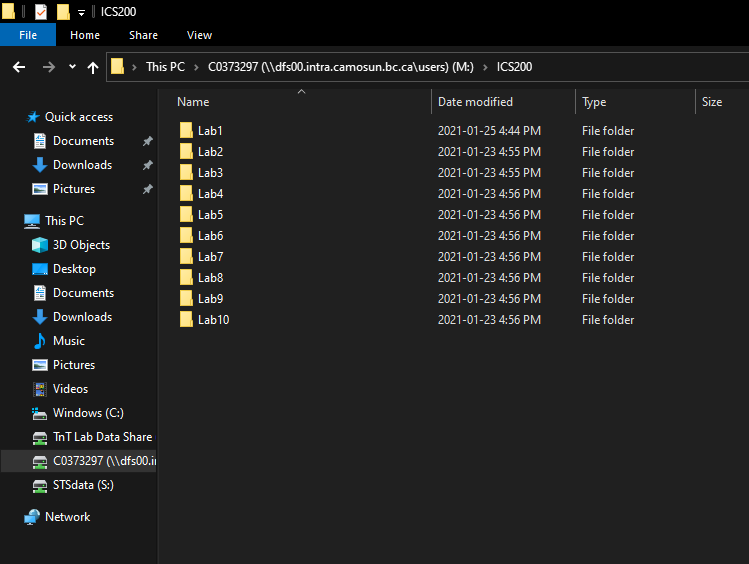 ICS200
File Home Share View
This PC C0373297 (\\dfs00.intra.camosun.bc.ca\users) (M:) ICS200
Name Date modified Type Size
Quick access
Documents
Downloads
Pictures
This PC
3D Objects
Desktop
Documents
Downloads
Music
Pictures
Videos
Windows (C:)
TnT Lab Data Share
C0373297 (\\dfs00.i
STSdata (S:)
Network
Lab1 2021-01-25 4:44 PM File folder
Lab2 2021-01-23 4:55 PM File folder
Lab3 2021-01-23 4:55 PM File folder
Lab4 2021-01-23 4:56 PM File folder
Lab5 2021-01-23 4:56 PM File folder
Lab6 2021-01-23 4:56 PM File folder
Lab7 2021-01-23 4:56 PM File folder
Lab8 2021-01-23 4:56 PM File folder
Lab9 2021-01-23 4:56 PM File folder
Lab10 2021-01-23 4:56 PM File folder